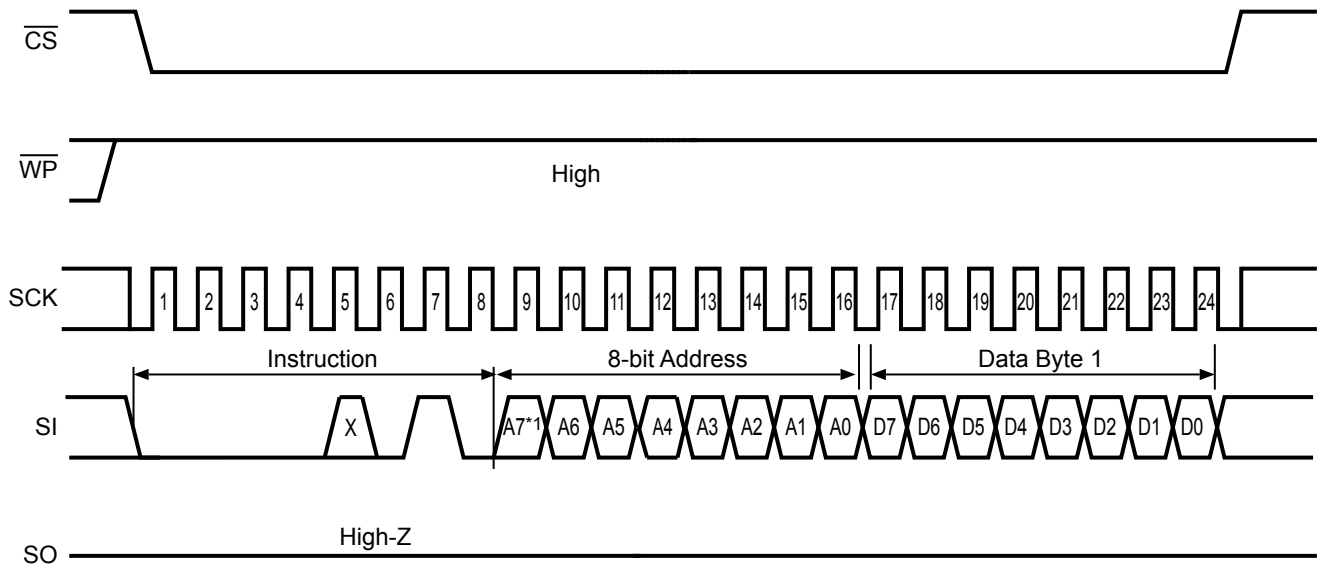 CS
WP
High
SCK
1 2 3 4 5 6 7 8 9 10 11 12 13 14 15 16 17 18 19 20 21 22 23 24
Instruction 8-bit Address Data Byte 1
SI
X A7*1 A6 A5 A4 A3 A2 A1 A0 D7 D6 D5 D4 D3 D2 D1 D0
High-Z
SO